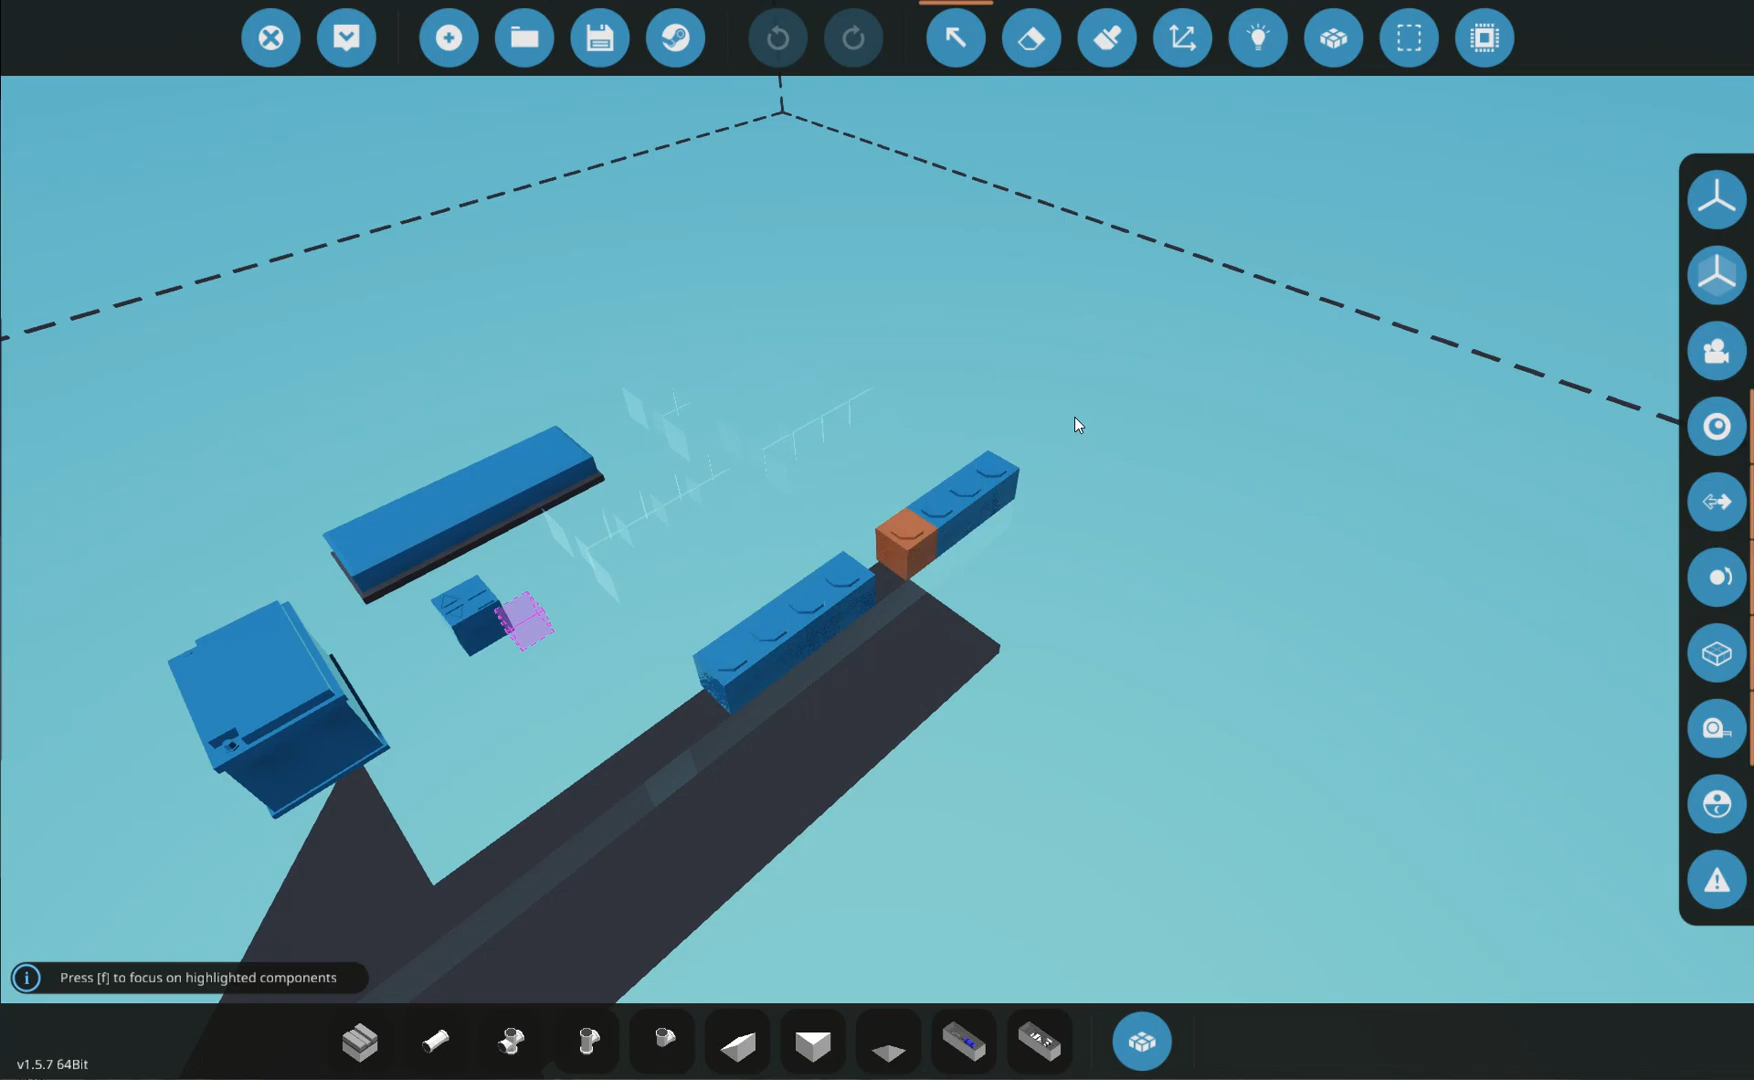 Press [f] to focus on highlighted components
v1.5.7 64Bit